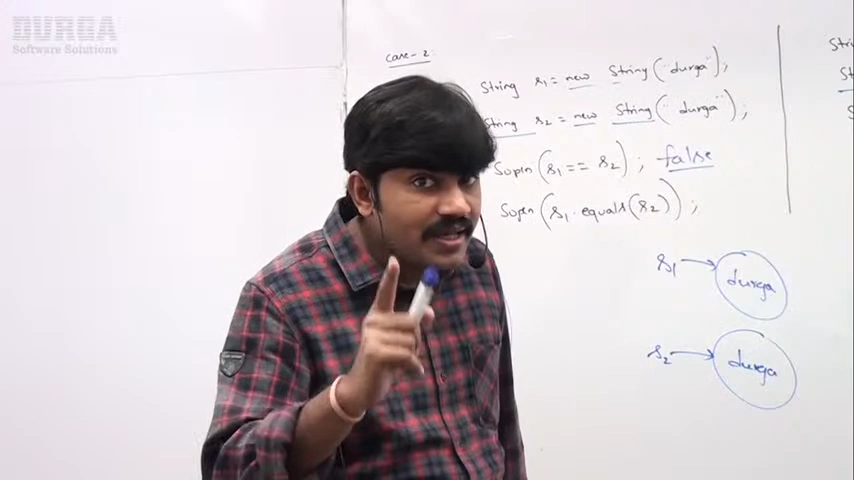 DURGA
Software Solutions
case-2:
String s1 = new String("durga");
String s2 = new String("durga");
Sopln(s1 == s2); false
Sopln(s1.equals(s2));
s1 → durga
s2 → durga
Stri